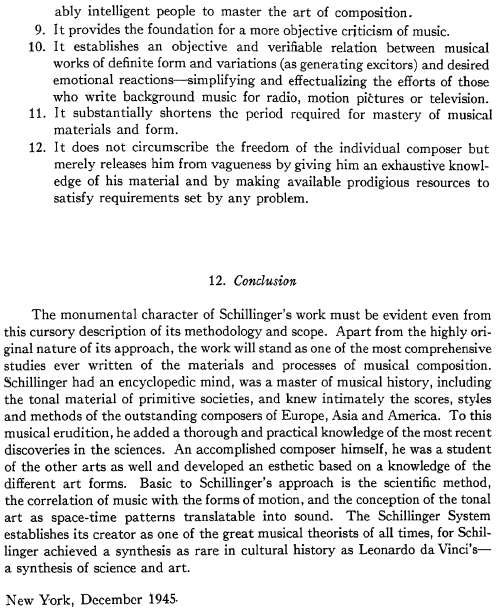 ably intelligent people to master the art of composition.
9. It provides the foundation for a more objective criticism of music.
10. It establishes an objective and verifiable relation between musical
works of definite form and variations (as generating excitors) and desired
emotional reactions—simplifying and effectualizing the efforts of those
who write background music for radio, motion pictures or television.
11. It substantially shortens the period required for mastery of musical
materials and form.
12. It does not circumscribe the freedom of the individual composer but
merely releases him from vagueness by giving him an exhaustive knowl-
edge of his material and by making available prodigious resources to
satisfy requirements set by any problem.
12. Conclusion
The monumental character of Schillinger's work must be evident even from
this cursory description of its methodology and scope. Apart from the highly ori-
ginal nature of its approach, the work will stand as one of the most comprehensive
studies ever written of the materials and processes of musical composition.
Schillinger had an encyclopedic mind, was a master of musical history, including
the tonal material of primitive societies, and knew intimately the scores, styles
and methods of the outstanding composers of Europe, Asia and America. To this
musical erudition, he added a thorough and practical knowledge of the most recent
discoveries in the sciences. An accomplished composer himself, he was a student
of the other arts as well and developed an esthetic based on a knowledge of the
different art forms. Basic to Schillinger's approach is the scientific method,
the correlation of music with the forms of motion, and the conception of the tonal
art as space-time patterns translatable into sound. The Schillinger System
establishes its creator as one of the great musical theorists of all times, for Schil-
linger achieved a synthesis as rare in cultural history as Leonardo da Vinci's—
a synthesis of science and art.
New York, December 1945.